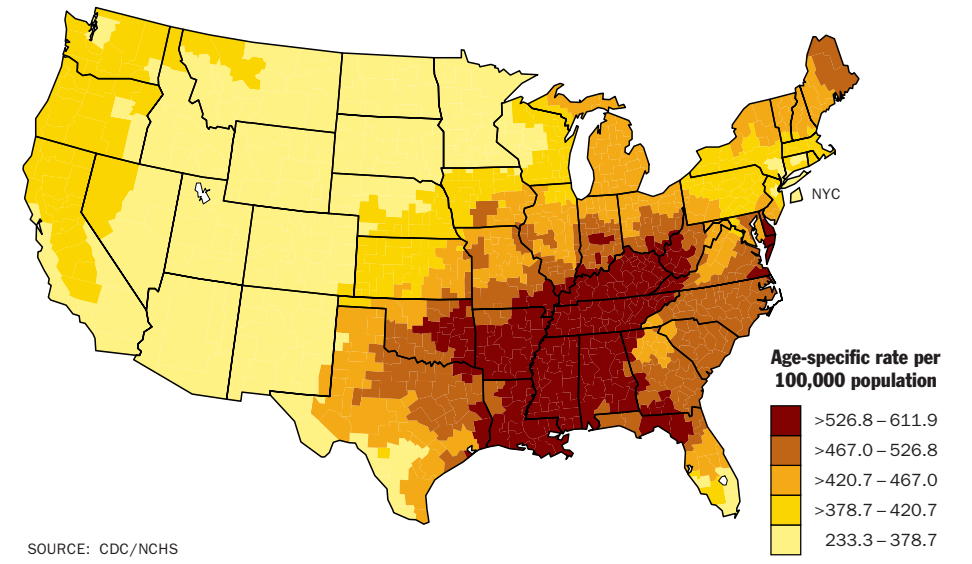 NYC
Age-specific rate per
100,000 population
>526.8 – 611.9
>467.0 – 526.8
>420.7 – 467.0
>378.7 – 420.7
233.3 – 378.7
SOURCE: CDC/NCHS